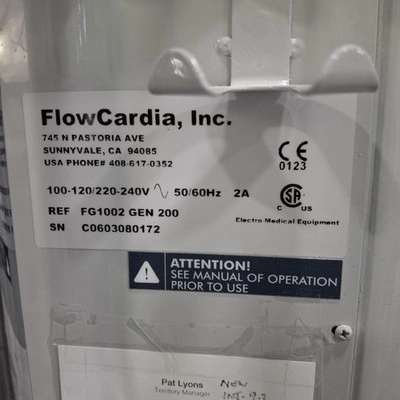 FlowCardia, Inc.
745 N PASTORIA AVE
SUNNYVALE, CA 94085
USA PHONE# 408-617-0352
CE
0123
100-120/220-240V 50/60Hz 2A
REF FG1002 GEN 200
SN C0603080172
SA
C US
Electro-Medical Equipment
ATTENTION!
SEE MANUAL OF OPERATION
PRIOR TO USE
Pat Lyons
Territory Manager
NEW